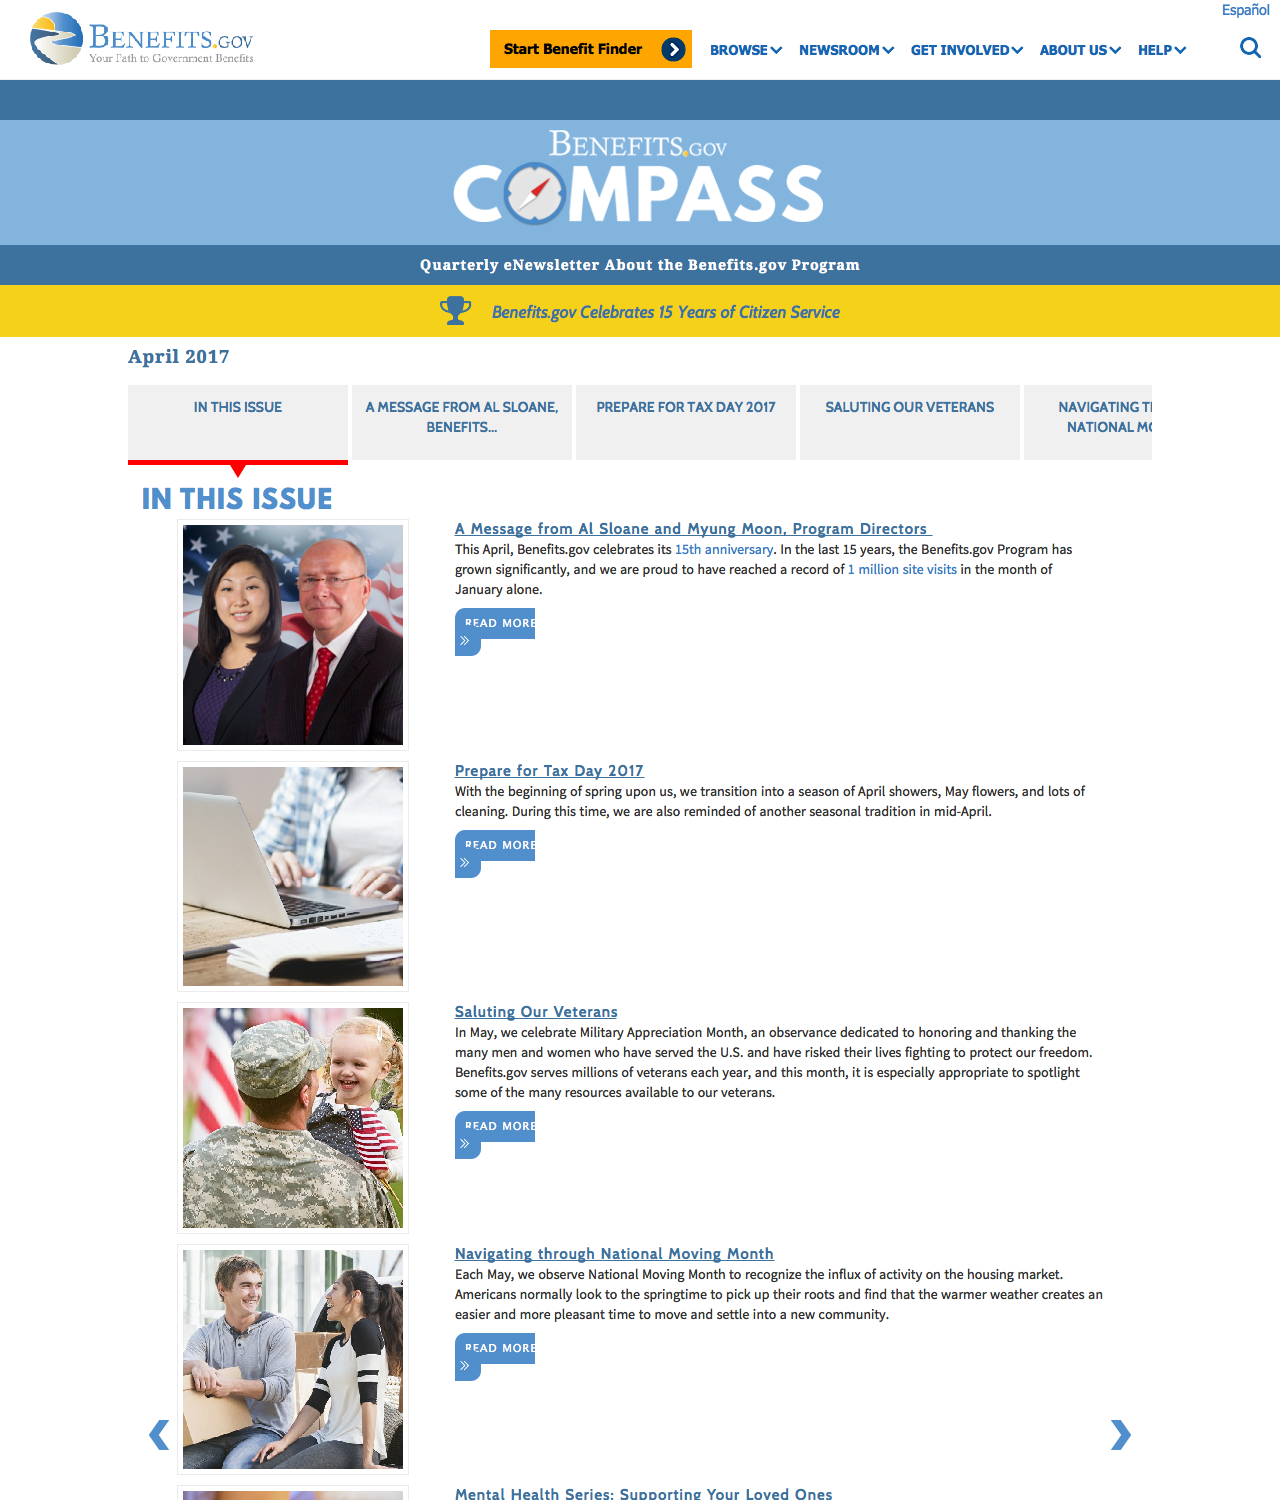 Español
BENEFITS.GOV
Your Path to Government Benefits
Start Benefit Finder
BROWSE
NEWSROOM
GET INVOLVED
ABOUT US
HELP
BENEFITS.GOV
COMPASS
Quarterly eNewsletter About the Benefits.gov Program
Benefits.gov Celebrates 15 Years of Citizen Service
April 2017
IN THIS ISSUE
A MESSAGE FROM AL SLOANE,
BENEFITS...
PREPARE FOR TAX DAY 2017
SALUTING OUR VETERANS
NAVIGATING
NATIONAL
IN THIS ISSUE
A Message from Al Sloane and Myung Moon, Program Directors
This April, Benefits.gov celebrates its 15th anniversary. In the last 15 years, the Benefits.gov Program has
grown significantly, and we are proud to have reached a record of 1 million site visits in the month of
January alone.
READ MORE
»
Prepare for Tax Day 2017
With the beginning of spring upon us, we transition into a season of April showers, May flowers, and lots of
cleaning. During this time, we are also reminded of another seasonal tradition in mid-April.
READ MORE
»
Saluting Our Veterans
In May, we celebrate Military Appreciation Month, an observance dedicated to honoring and thanking the
many men and women who have served the U.S. and have risked their lives fighting to protect our freedom.
Benefits.gov serves millions of veterans each year, and this month, it is especially appropriate to spotlight
some of the many resources available to our veterans.
READ MORE
»
Navigating through National Moving Month
Each May, we observe National Moving Month to recognize the influx of activity on the housing market.
Americans normally look to the springtime to pick up their roots and find that the warmer weather creates an
easier and more pleasant time to move and settle into a new community.
READ MORE
»
Mental Health Series: Supporting Your Loved Ones